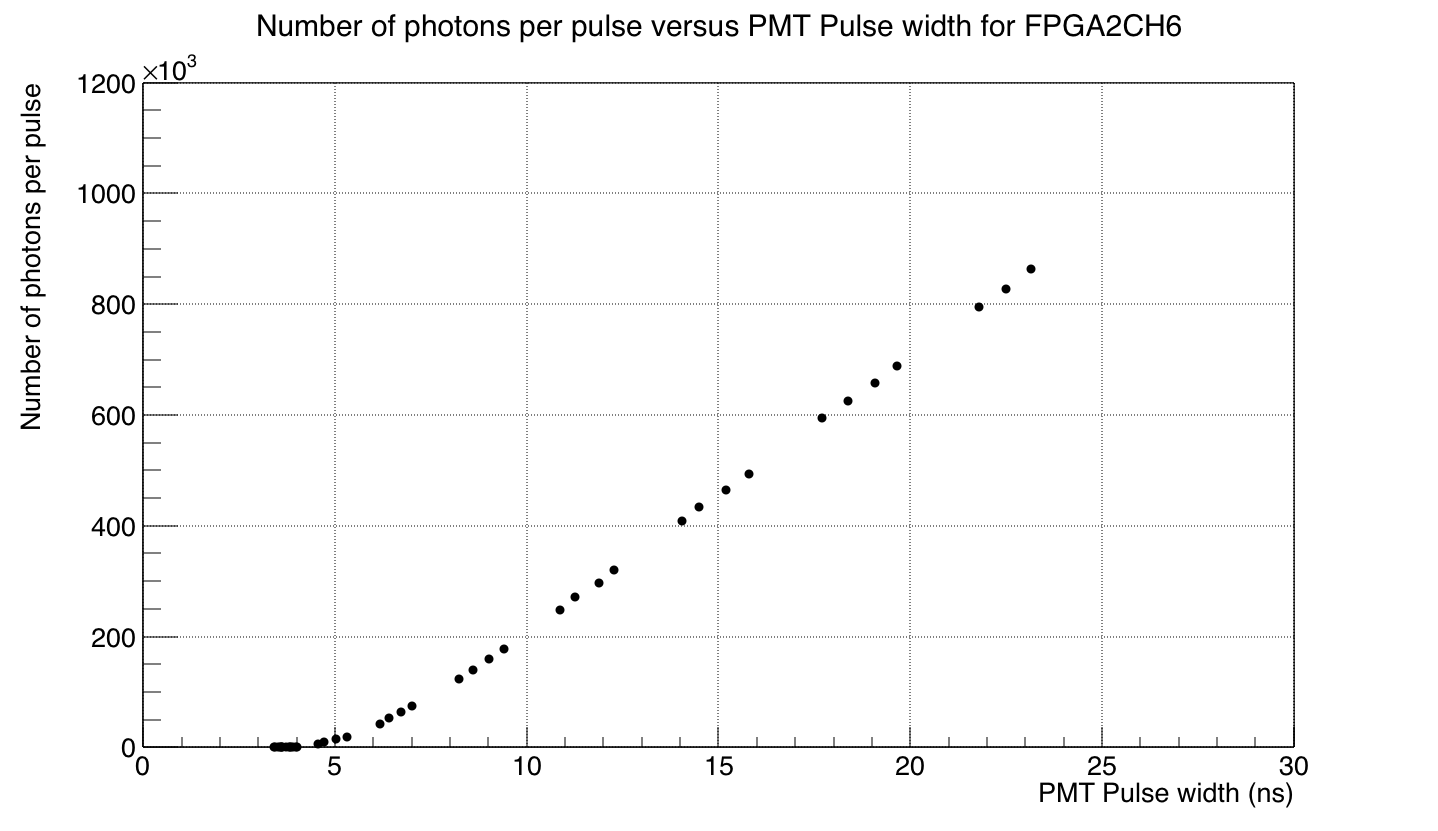 Number of photons per pulse versus PMT Pulse width for FPGA2CH6
×10³
Number of photons per pulse
1200
1000
800
600
400
200
0
0 5 10 15 20 25 30
PMT Pulse width (ns)